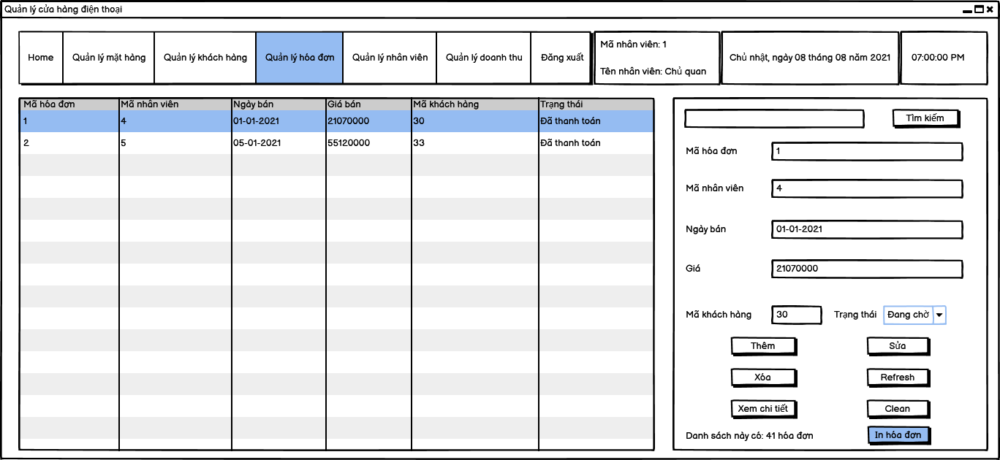 Quản lý cửa hàng điện thoại
Home Quản lý mặt hàng Quản lý khách hàng Quản lý hóa đơn Quản lý nhân viên Quản lý doanh thu Đăng xuất
Mã nhân viên: 1
Tên nhân viên: Chủ quan
Chủ nhật, ngày 08 tháng 08 năm 2021
07:00:00 PM
Mã hóa đơn Mã nhân viên Ngày bán Giá bán Mã khách hàng Trạng thái
1 4 01-01-2021 21070000 30 Đã thanh toán
2 5 05-01-2021 55120000 33 Đã thanh toán
Tìm kiếm
Mã hóa đơn 1
Mã nhân viên 4
Ngày bán 01-01-2021
Giá 21070000
Mã khách hàng 30 Trạng thái Đang chờ
Thêm Sửa
Xóa Refresh
Xem chi tiết Clean
Danh sách này có: 41 hóa đơn In hóa đơn